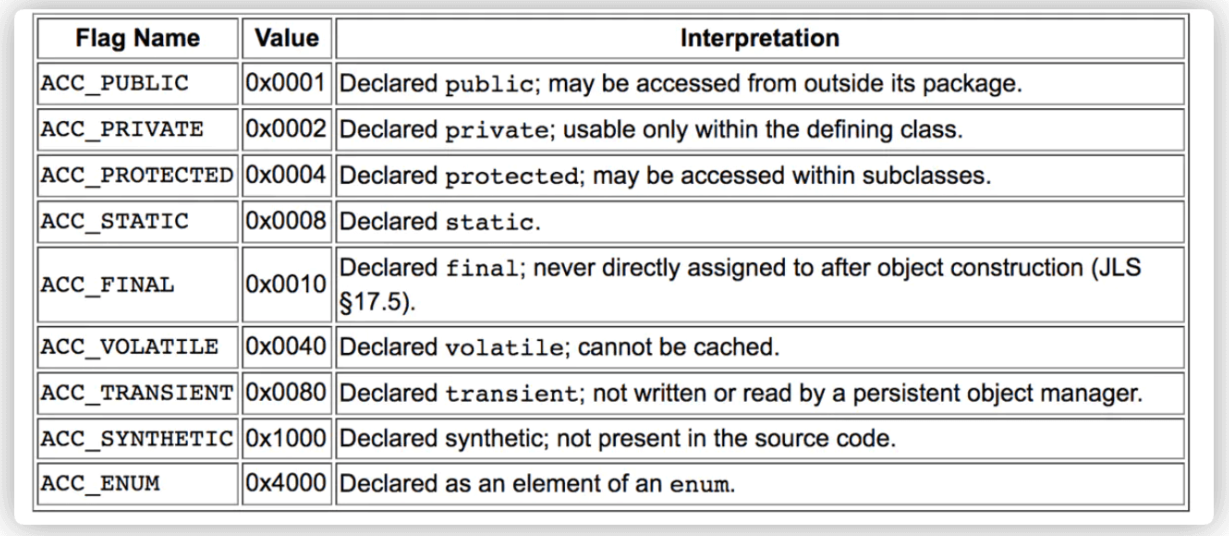 Flag Name Value Interpretation
ACC_PUBLIC 0x0001 Declared public; may be accessed from outside its package.
ACC_PRIVATE 0x0002 Declared private; usable only within the defining class.
ACC_PROTECTED 0x0004 Declared protected; may be accessed within subclasses.
ACC_STATIC 0x0008 Declared static.
ACC_FINAL 0x0010 Declared final; never directly assigned to after object construction (JLS
§17.5).
ACC_VOLATILE 0x0040 Declared volatile; cannot be cached.
ACC_TRANSIENT 0x0080 Declared transient; not written or read by a persistent object manager.
ACC_SYNTHETIC 0x1000 Declared synthetic; not present in the source code.
ACC_ENUM 0x4000 Declared as an element of an enum.